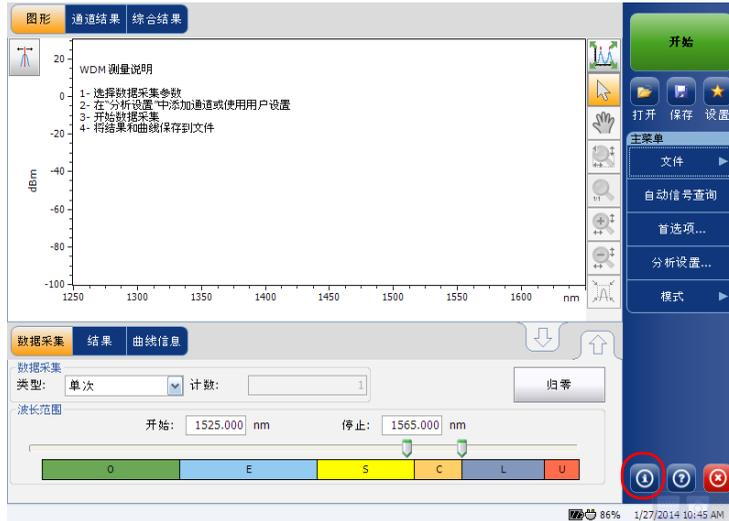 图形 通道结果 综合结果
开始
20
0
-20
-40
-60
-80
-100
dBm
WDM 测量说明
1- 选择数据采集参数
2- 在"分析设置"中添加通道或使用用户设置
3- 开始数据采集
4- 将结果和曲线保存到文件
1250 1300 1350 1400 1450 1500 1550 1600 nm
1/1
打开 保存 设置
主菜单
文件
自动信号查询
首选项...
分析设置...
模式
数据采集 结果 曲线信息
数据采集
类型: 单次 计数: 1
归零
波长范围
开始: 1525.000 nm 停止: 1565.000 nm
O E S C L U
86% 1/27/2014 10:45 AM